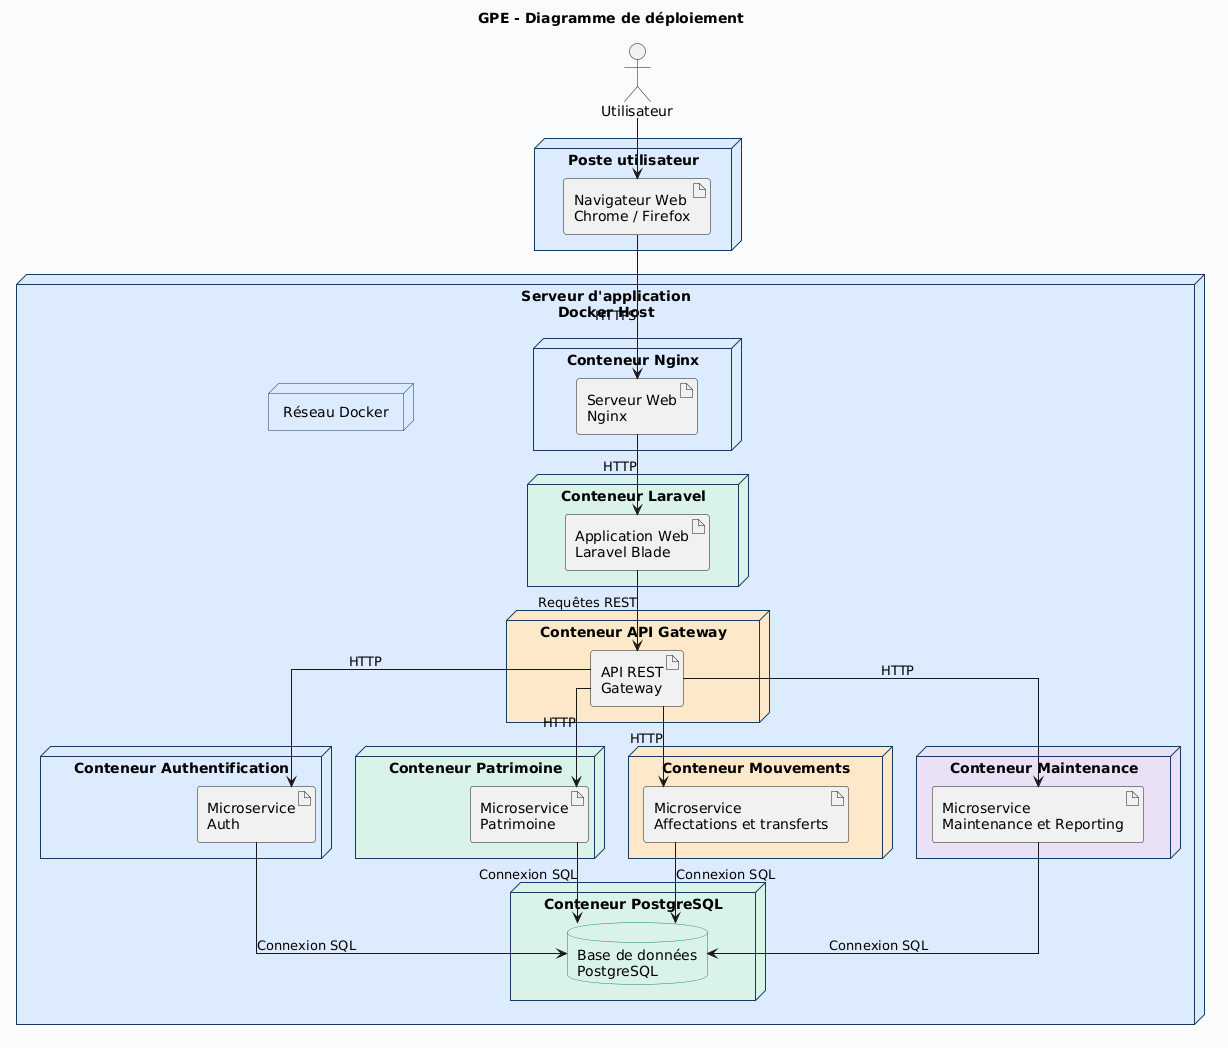 GPE - Diagramme de déploiement
Utilisateur
Poste utilisateur
Navigateur Web
Chrome / Firefox
Serveur d'application
Docker Host
HTTPS
Conteneur Nginx
Serveur Web
Nginx
Réseau Docker
HTTP
Conteneur Laravel
Application Web
Laravel Blade
Requêtes REST
Conteneur API Gateway
API REST
Gateway
HTTP
HTTP
HTTP
HTTP
Conteneur Authentification
Microservice
Auth
Conteneur Patrimoine
Microservice
Patrimoine
Conteneur Mouvements
Microservice
Affectations et transferts
Conteneur Maintenance
Microservice
Maintenance et Reporting
Connexion SQL
Connexion SQL
Conteneur PostgreSQL
Connexion SQL
Base de données
PostgreSQL
Connexion SQL